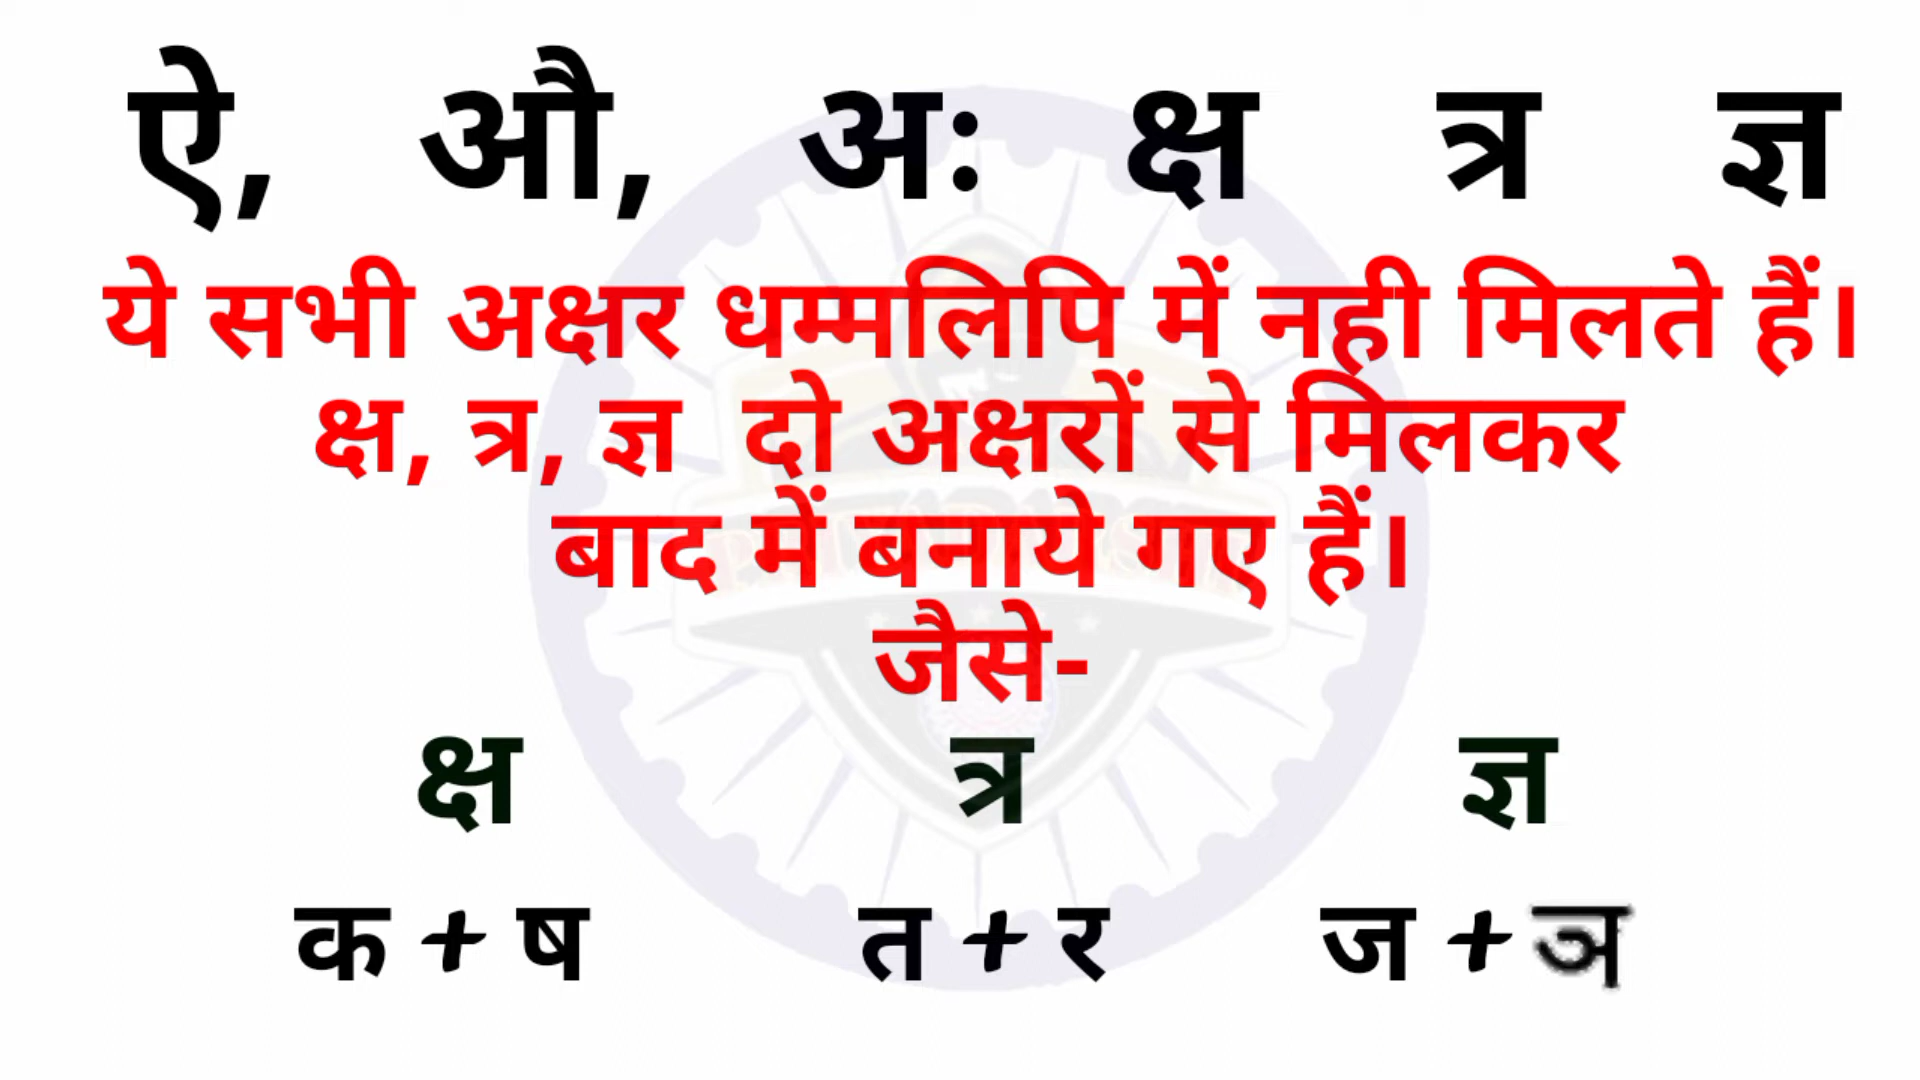 ऐ, औ, अः क्ष त्र ज्ञ
ये सभी अक्षर धम्मलिपि में नही मिलते हैं।
क्ष, त्र, ज्ञ दो अक्षरों से मिलकर
बाद में बनाये गए हैं।
जैसे-
क्ष त्र ज्ञ
क + ष त + र ज + ञ